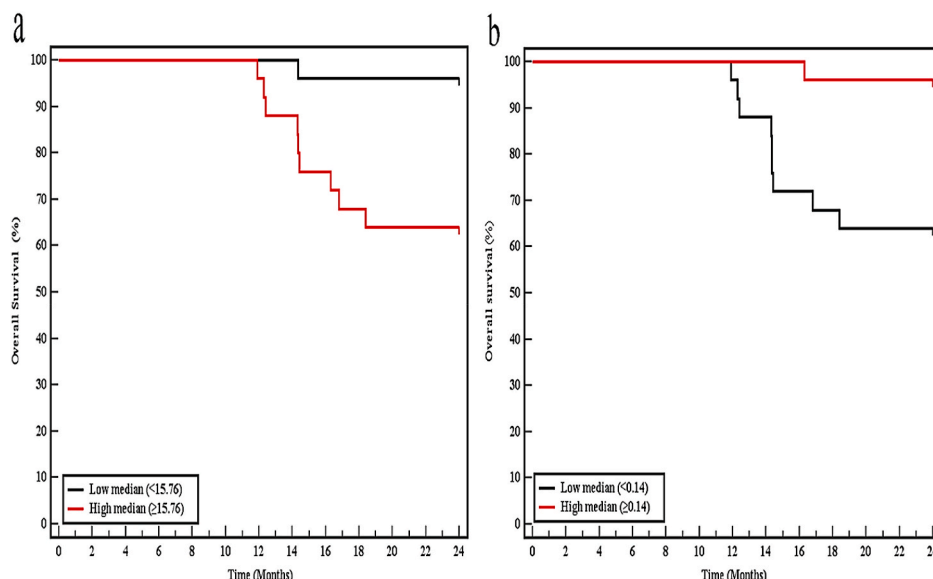 a
Overall Survival (%)
100
90
80
70
60
50
40
30
20
10
0
Low median (<15.76)
High median (≥15.76)
0 2 4 6 8 10 12 14 16 18 20 22 24
Time (Months)
b
Overall survival (%)
100
90
80
70
60
50
40
30
20
10
0
Low median (<0.14)
High median (≥0.14)
0 2 4 6 8 10 12 14 16 18 20 22
Time (Months)